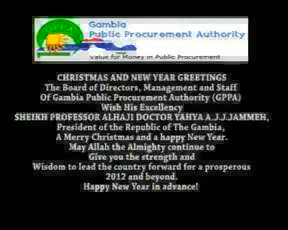 Gambia
Public Procurement Authority
Value for Money in Public Procurement
CHRISTMAS AND NEW YEAR GREETINGS
The Board of Directors, Management and Staff
Of Gambia Public Procurement Authority (GPPA)
Wish His Excellency
SHEIKH PROFESSOR ALHAJI DOCTOR YAHYA A.J.J.JAMMEH,
President of the Republic of The Gambia,
A Merry Christmas and a happy New Year.
May Allah the Almighty continue to
Give you the strength and
Wisdom to lead the country forward for a prosperous
2012 and beyond.
Happy New Year in advance!